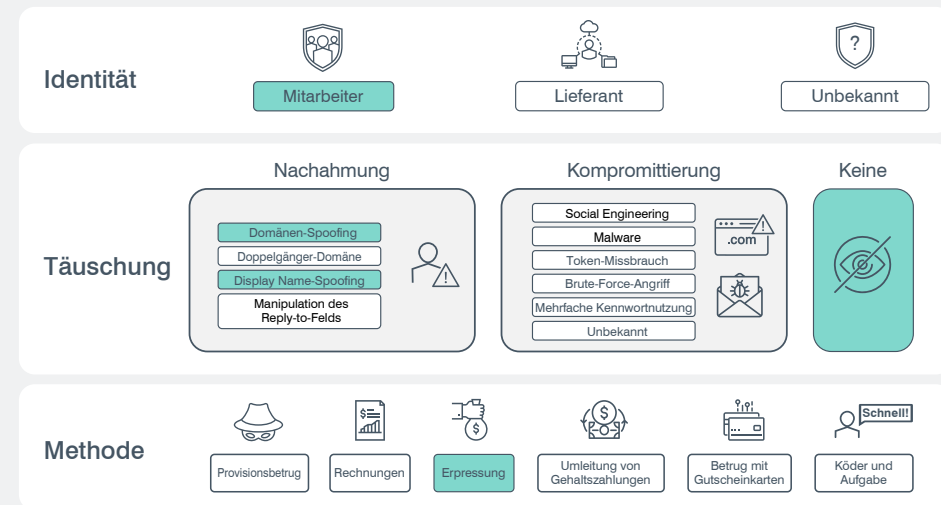 Identität
Mitarbeiter
Lieferant
?
Unbekannt
Täuschung
Nachahmung
Domänen-Spoofing
Doppelgänger-Domäne
Display Name-Spoofing
Manipulation des
Reply-to-Felds
Kompromittierung
Social Engineering
Malware
Token-Missbrauch
Brute-Force-Angriff
Mehrfache Kennwortnutzung
Unbekannt
.com
Keine
Methode
Provisionsbetrug
$
Rechnungen
$
Erpressung
$
Umleitung von
Gehaltszahlungen
Betrug mit
Gutscheinkarten
Schnell!
Köder und
Aufgabe